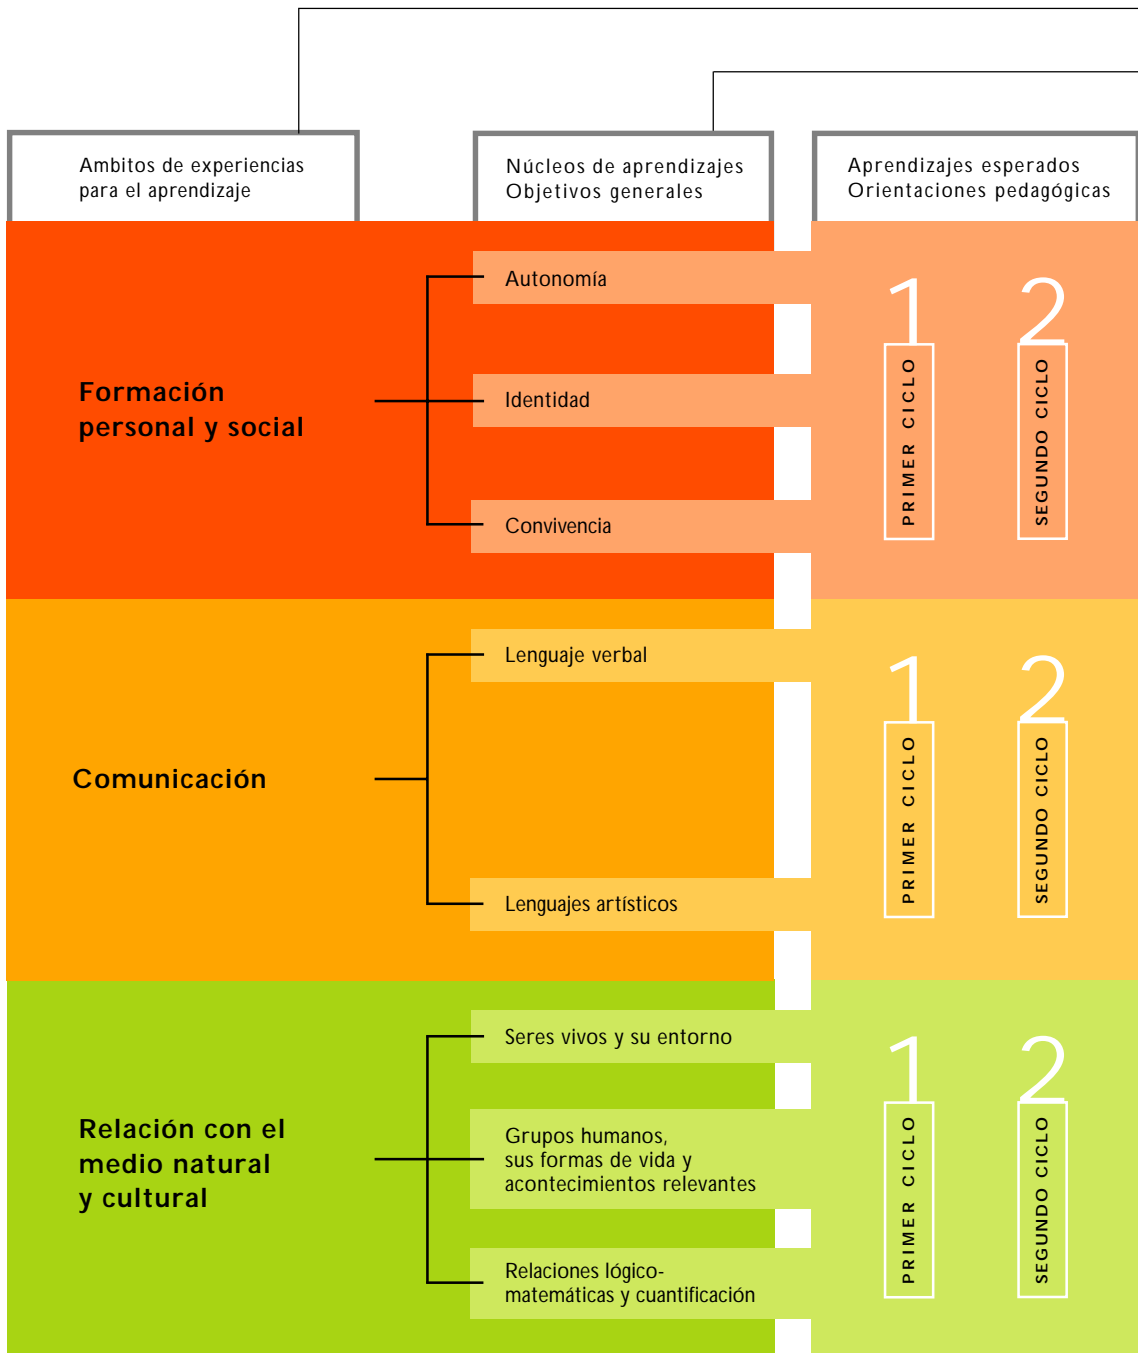 Ambitos de experiencias
para el aprendizaje
Núcleos de aprendizajes
Objetivos generales
Aprendizajes esperados
Orientaciones pedagógicas
Formación
personal y social
Autonomía
Identidad
Convivencia
1
PRIMER CICLO
2
SEGUNDO CICLO
Comunicación
Lenguaje verbal
Lenguajes artísticos
1
PRIMER CICLO
2
SEGUNDO CICLO
Relación con el
medio natural
y cultural
Seres vivos y su entorno
Grupos humanos,
sus formas de vida y
acontecimientos relevantes
Relaciones lógico-
matemáticas y cuantificación
1
PRIMER CICLO
2
SEGUNDO CICLO